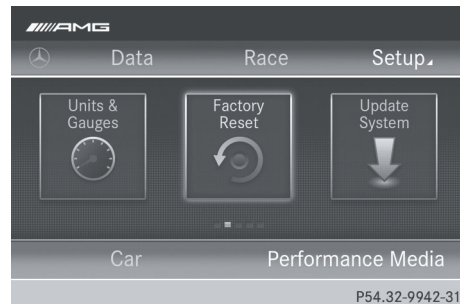 AMG
Data Race Setup
Units & Factory Update
Gauges Reset System
Car Performance Media
P54.32-9942-31